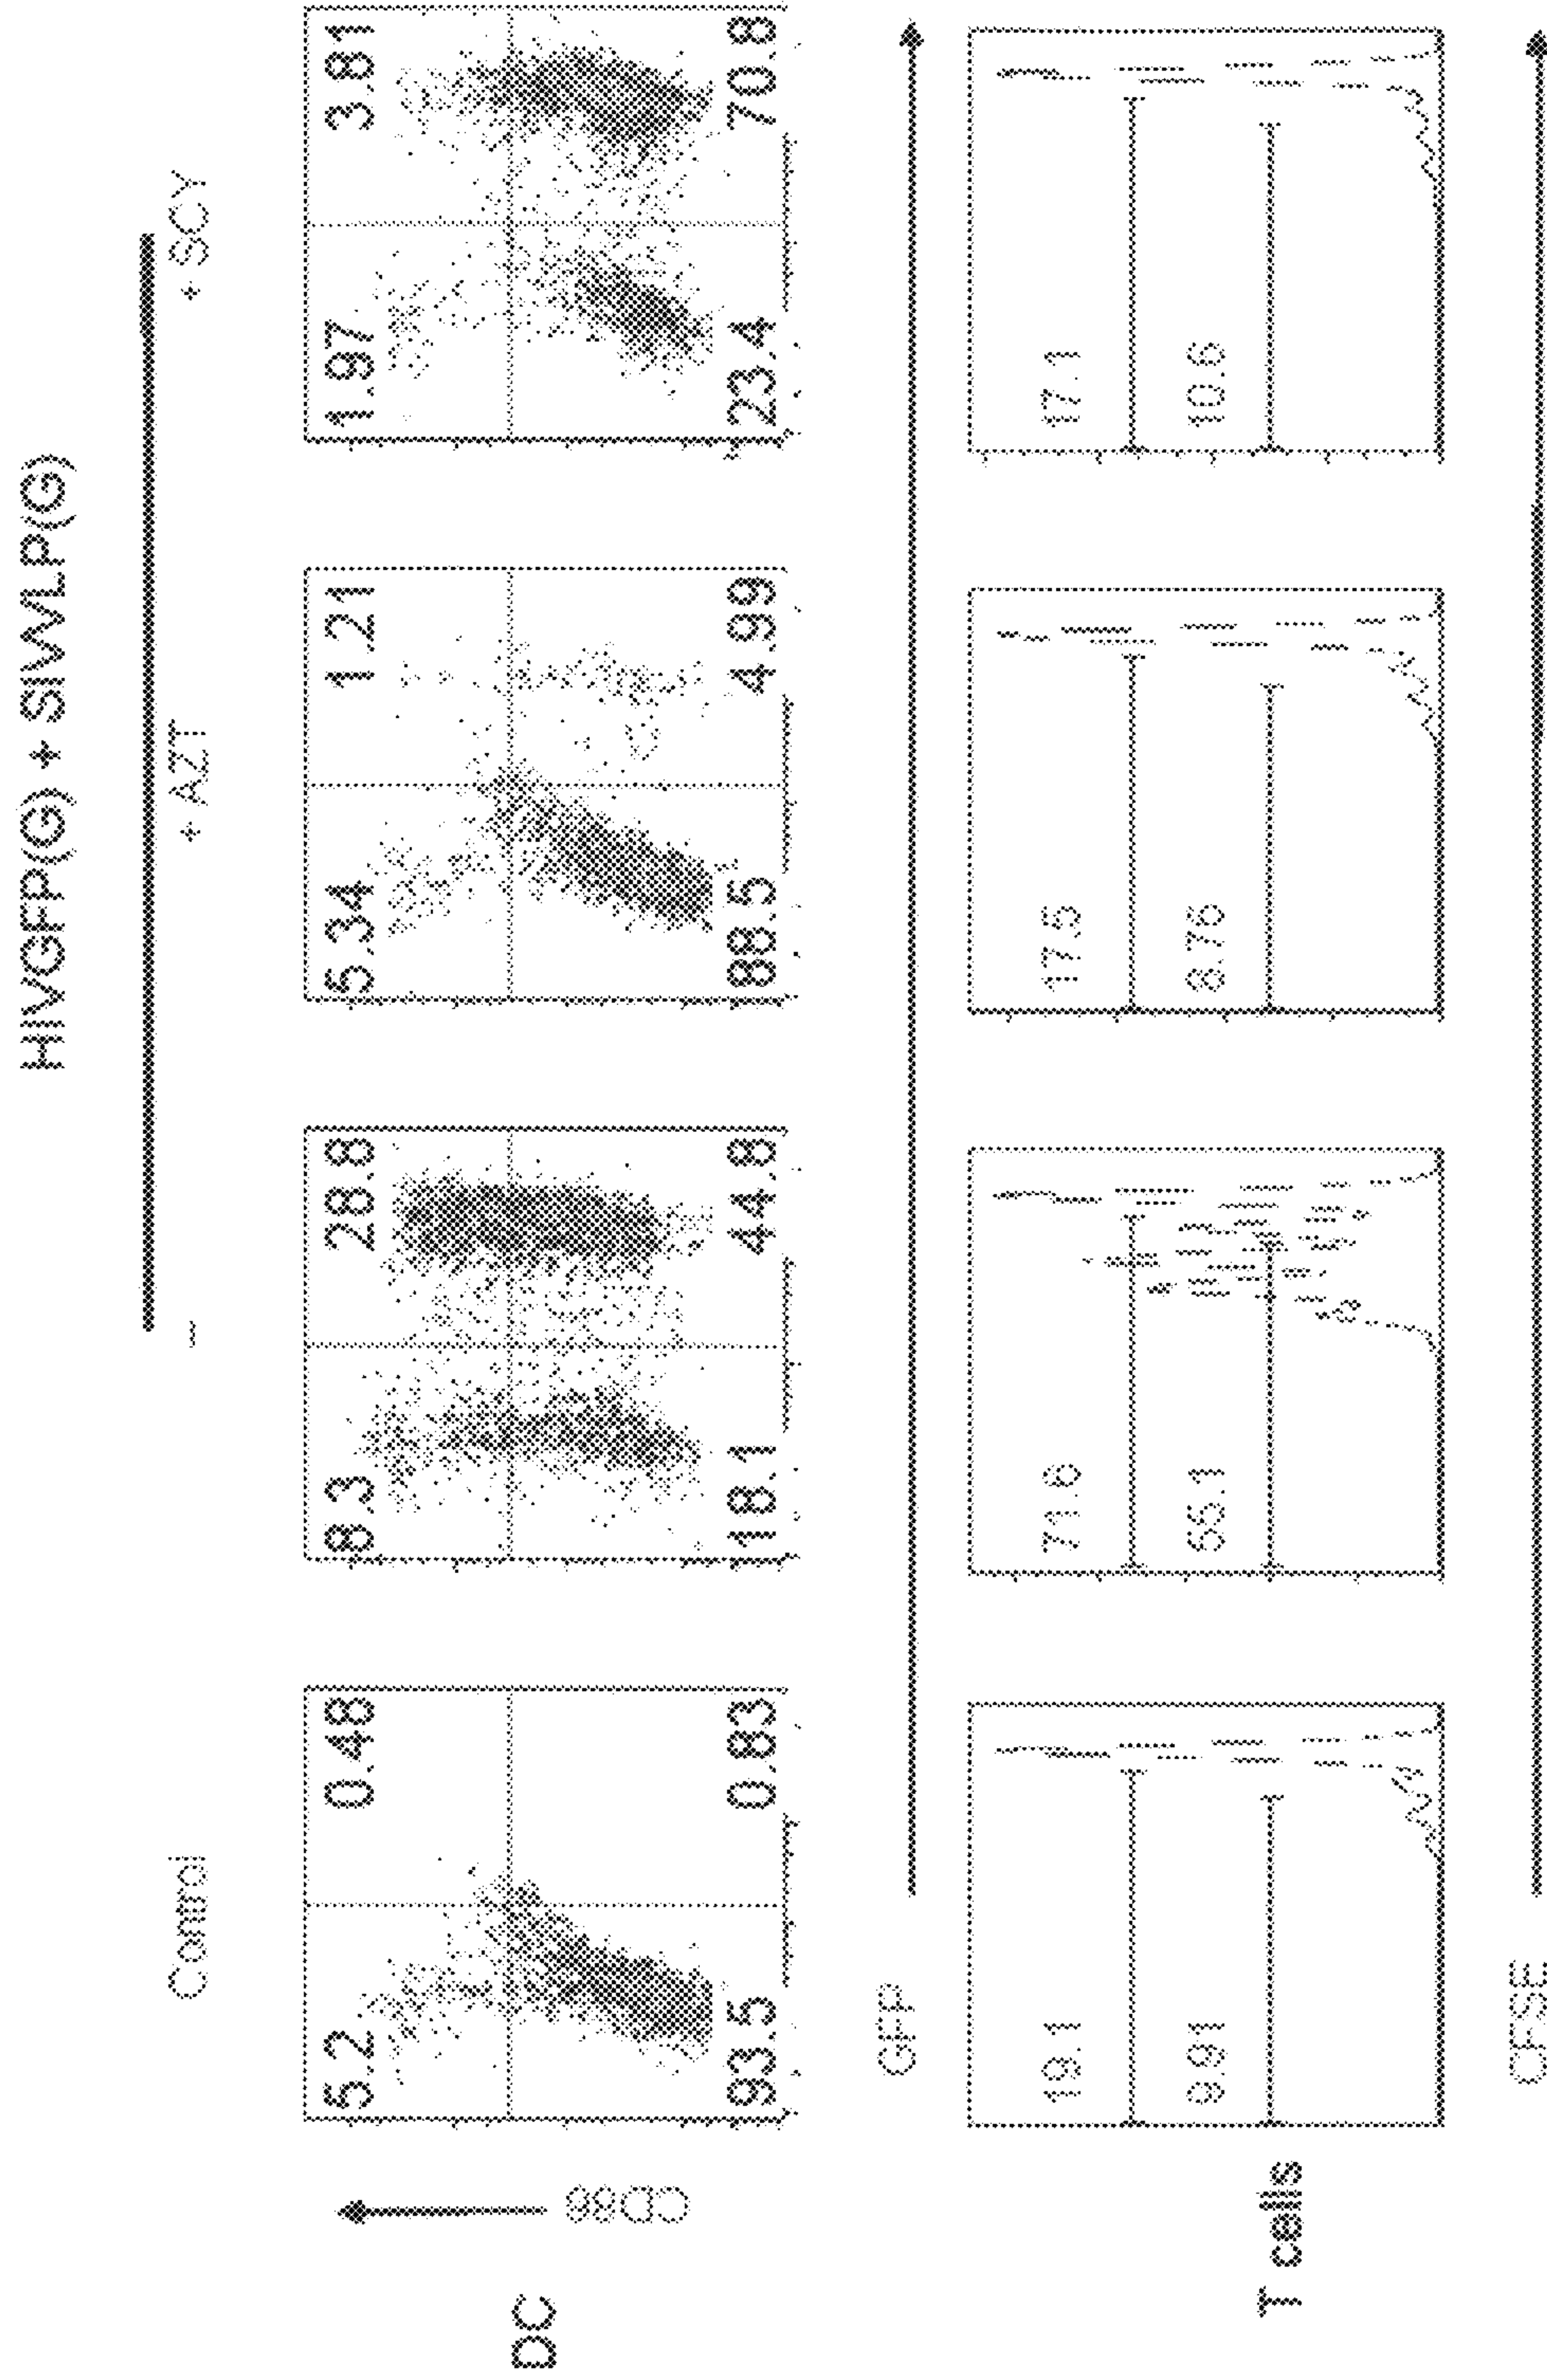 HIVGFP(G) + SIVVLP(G)
Control
–
+ AZT
+ SCY
5.2
0.48
8.3
28.8
5.34
1.21
1.97
3.81
DC
CD86
93.5
0.83
18.1
44.8
88.5
4.99
23.4
70.8
GFP
19.1
71.6
17.5
17.1
9.91
55.1
8.76
10.6
T cells
CFSE